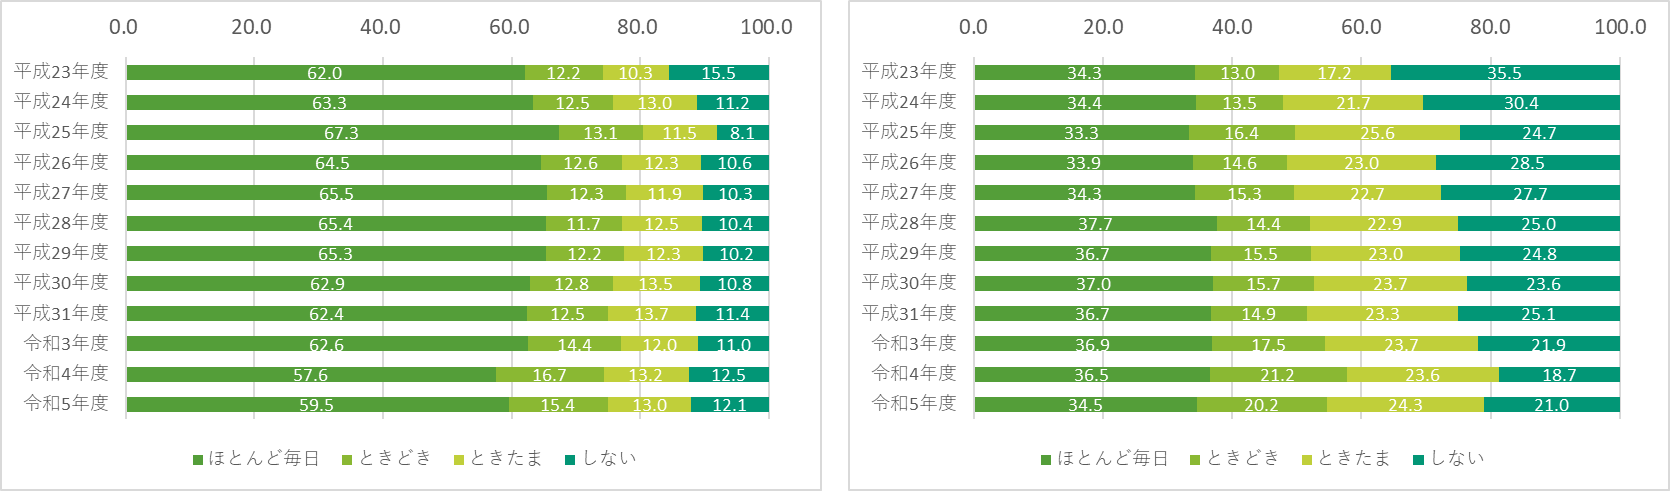 0.0 20.0 40.0 60.0 80.0 100.0
平成23年度 62.0 12.2 10.3 15.5
平成24年度 63.3 12.5 13.0 11.2
平成25年度 67.3 13.1 11.5 8.1
平成26年度 64.5 12.6 12.3 10.6
平成27年度 65.5 12.3 11.9 10.3
平成28年度 65.4 11.7 12.5 10.4
平成29年度 65.3 12.2 12.3 10.2
平成30年度 62.9 12.8 13.5 10.8
平成31年度 62.4 12.5 13.7 11.4
令和3年度 62.6 14.4 12.0 11.0
令和4年度 57.6 16.7 13.2 12.5
令和5年度 59.5 15.4 13.0 12.1
ほとんど毎日 ときどき ときたま しない
0.0 20.0 40.0 60.0 80.0 100.0
平成23年度 34.3 13.0 17.2 35.5
平成24年度 34.4 13.5 21.7 30.4
平成25年度 33.3 16.4 25.6 24.7
平成26年度 33.9 14.6 23.0 28.5
平成27年度 34.3 15.3 22.7 27.7
平成28年度 37.7 14.4 22.9 25.0
平成29年度 36.7 15.5 23.0 24.8
平成30年度 37.0 15.7 23.7 23.6
平成31年度 36.7 14.9 23.3 25.1
令和3年度 36.9 17.5 23.7 21.9
令和4年度 36.5 21.2 23.6 18.7
令和5年度 34.5 20.2 24.3 21.0
ほとんど毎日 ときどき ときたま しない